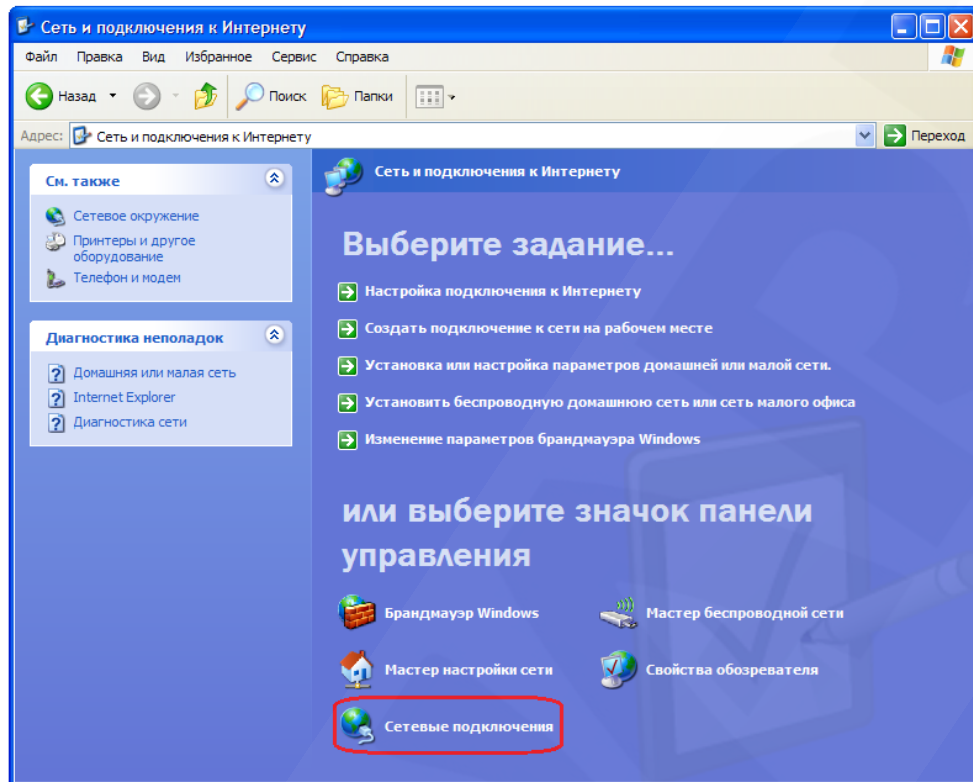 Сеть и подключения к Интернету
Файл Правка Вид Избранное Сервис Справка
Назад Поиск Папки
Адрес: Сеть и подключения к Интернету Переход
См. также
Сетевое окружение
Принтеры и другое
оборудование
Телефон и модем
Диагностика неполадок
Домашняя или малая сеть
Internet Explorer
Диагностика сети
Сеть и подключения к Интернету
Выберите задание...
Настройка подключения к Интернету
Создать подключение к сети на рабочем месте
Установка или настройка параметров домашней или малой сети.
Установить беспроводную домашнюю сеть или сеть малого офиса
Изменение параметров брандмауэра Windows
или выберите значок панели
управления
Брандмауэр Windows
Мастер беспроводной сети
Мастер настройки сети
Свойства обозревателя
Сетевые подключения